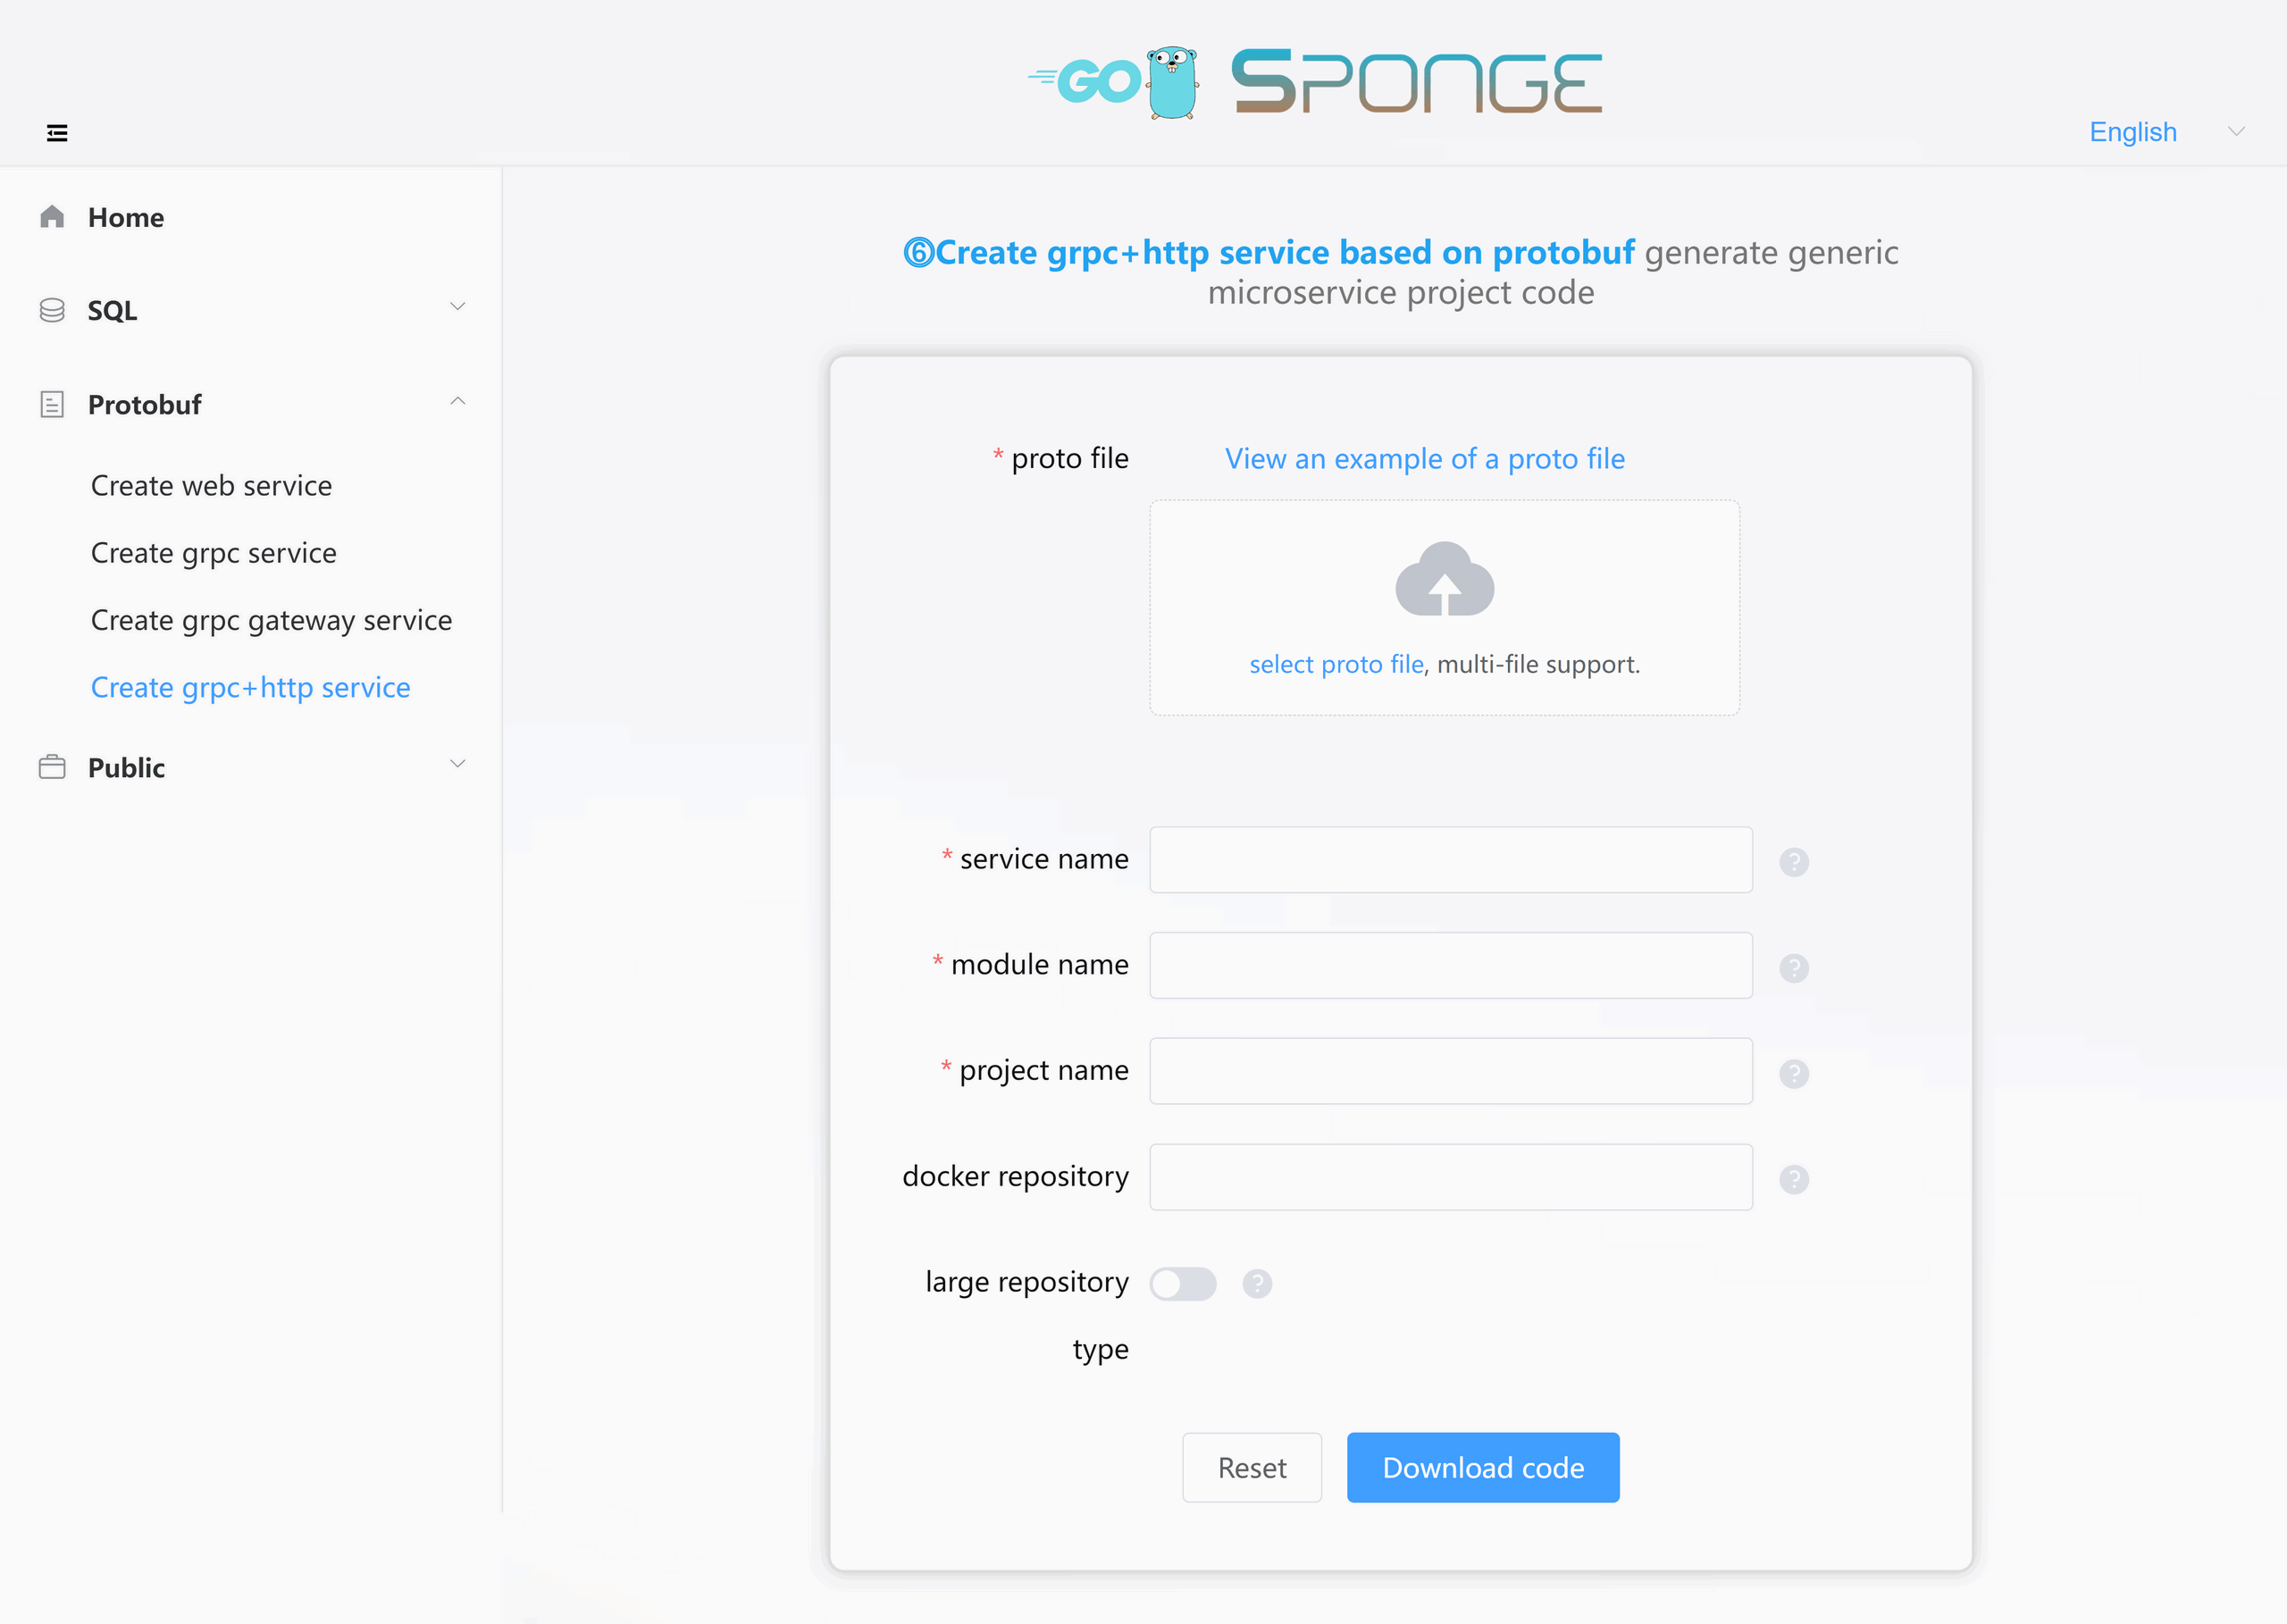 GO SPONGE
English
Home
SQL
Protobuf
Create web service
Create grpc service
Create grpc gateway service
Create grpc+http service
Public
⑥Create grpc+http service based on protobuf generate generic
microservice project code
* proto file
View an example of a proto file
select proto file, multi-file support.
* service name
?
* module name
?
* project name
?
docker repository
?
large repository
?
type
Reset
Download code